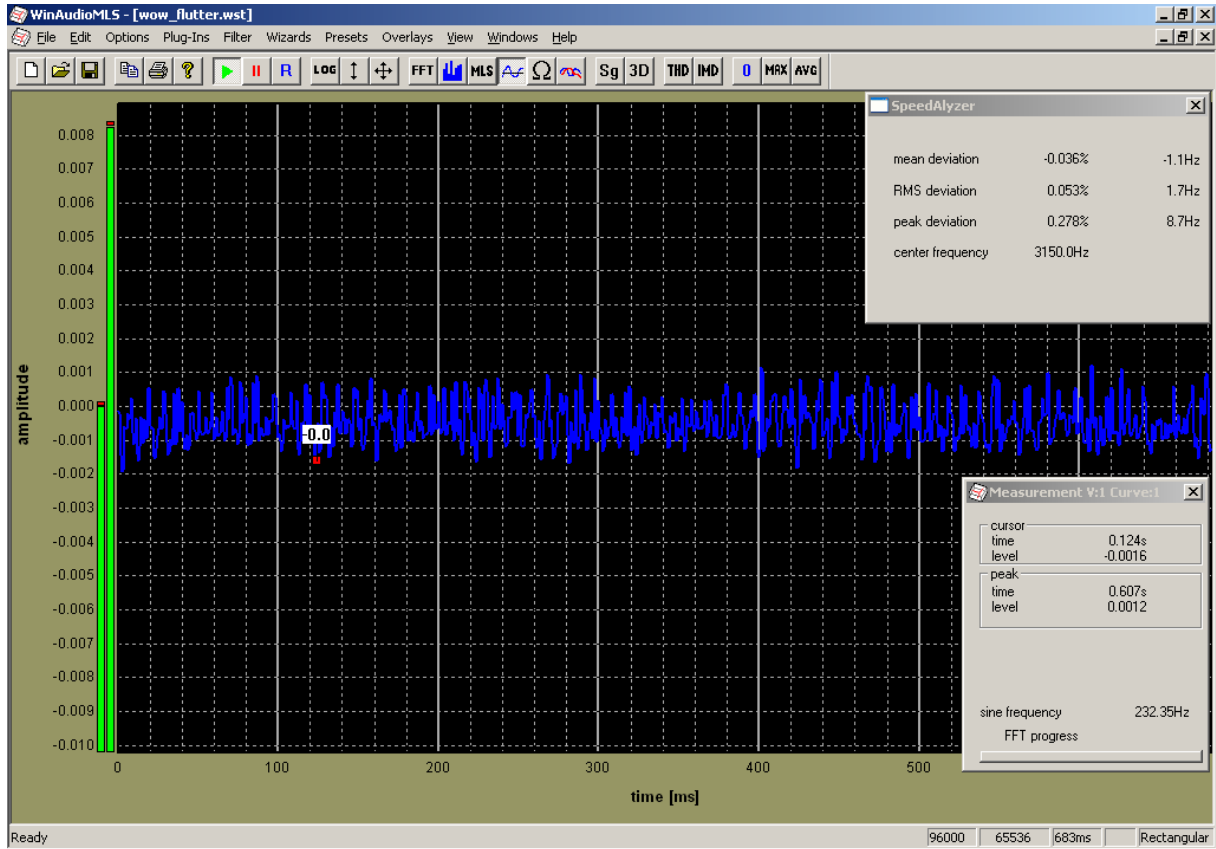 WinAudioMLS - [wow_flutter.wst]
File Edit Options Plug-Ins Filter Wizards Presets Overlays View Windows Help
R LOG FFT MLS Ω Sg 3D THD IMD 0 MAX AVG
SpeedAlyzer
mean deviation -0.036% -1.1Hz
RMS deviation 0.053% 1.7Hz
peak deviation 0.278% 8.7Hz
center frequency 3150.0Hz
amplitude
0.008
0.007
0.006
0.005
0.004
0.003
0.002
0.001
0.000
-0.001
-0.002
-0.003
-0.004
-0.005
-0.006
-0.007
-0.008
-0.009
-0.010
-0.0
Measurement V:1 Curve:1
cursor
time 0.124s
level -0.0016
peak
time 0.607s
level 0.0012
sine frequency 232.35Hz
FFT progress
0 100 200 300 400 500
time [ms]
Ready 96000 65536 683ms Rectangular